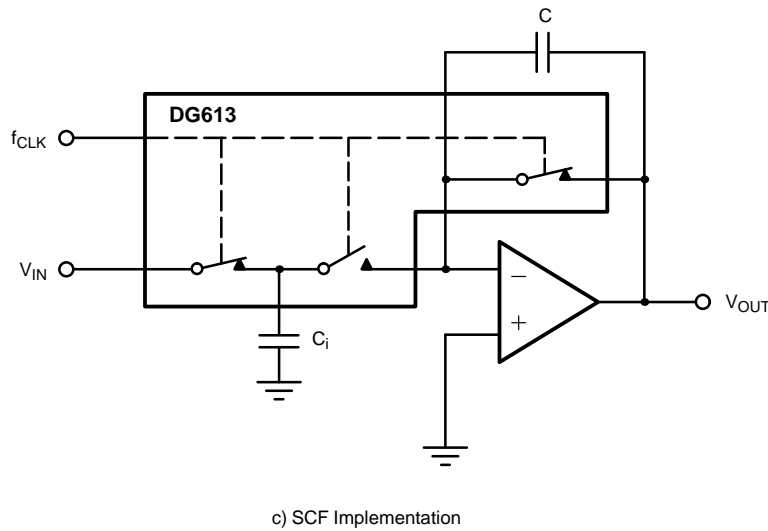 C
DG613
fCLK
VIN
Ci
−
+
VOUT
c) SCF Implementation